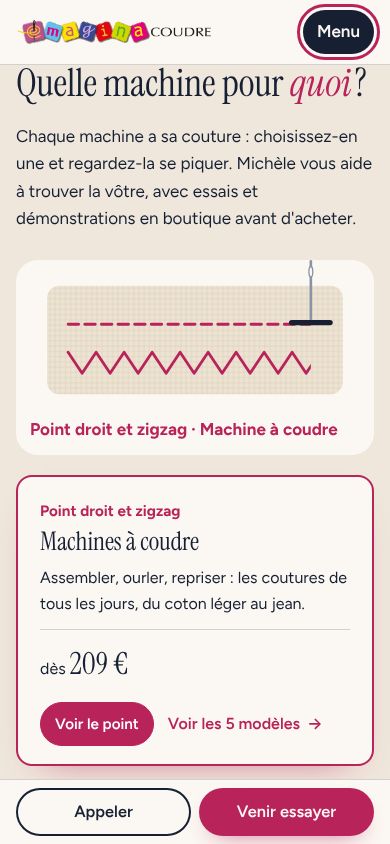 emagina COUDRE
Menu
Quelle machine pour quoi ?
Chaque machine a sa couture : choisissez-en
une et regardez-la se piquer. Michèle vous aide
à trouver la vôtre, avec essais et
démonstrations en boutique avant d'acheter.
Point droit et zigzag · Machine à coudre
Point droit et zigzag
Machines à coudre
Assembler, ourler, repriser : les coutures de
tous les jours, du coton léger au jean.
dès 209 €
Voir le point
Voir les 5 modèles →
Appeler
Venir essayer